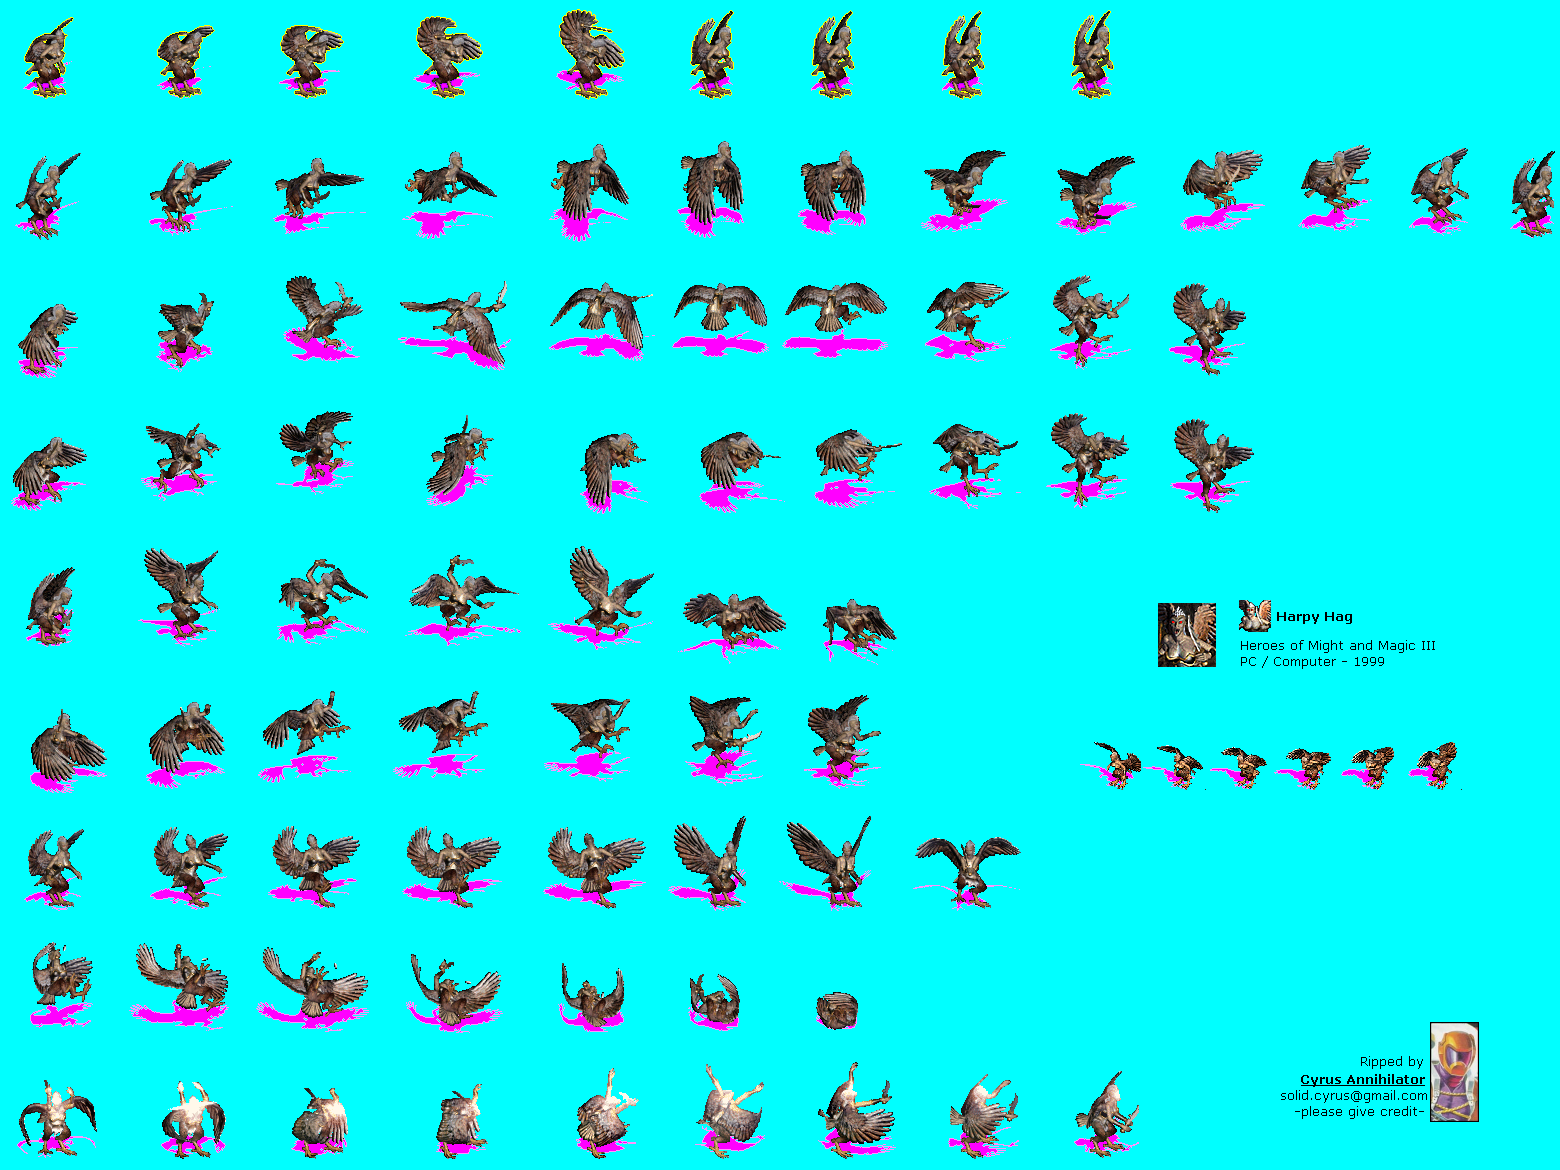 Harpy Hag
Heroes of Might and Magic III
PC / Computer - 1999
Ripped by
Cyrus Annihilator
solid.cyrus@gmail.com
-please give credit-